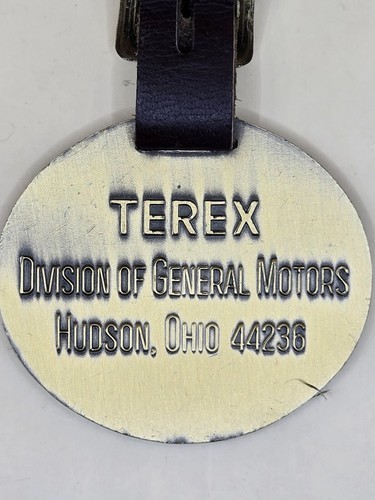 TEREX
DIVISION OF GENERAL MOTORS
HUDSON, OHIO 44236